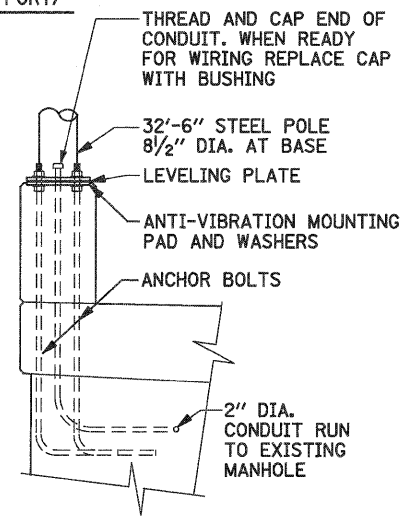 THREAD AND CAP END OF
CONDUIT. WHEN READY
FOR WIRING REPLACE CAP
WITH BUSHING
32'-6" STEEL POLE
8½" DIA. AT BASE
LEVELING PLATE
ANTI-VIBRATION MOUNTING
PAD AND WASHERS
ANCHOR BOLTS
2" DIA.
CONDUIT RUN
TO EXISTING
MANHOLE